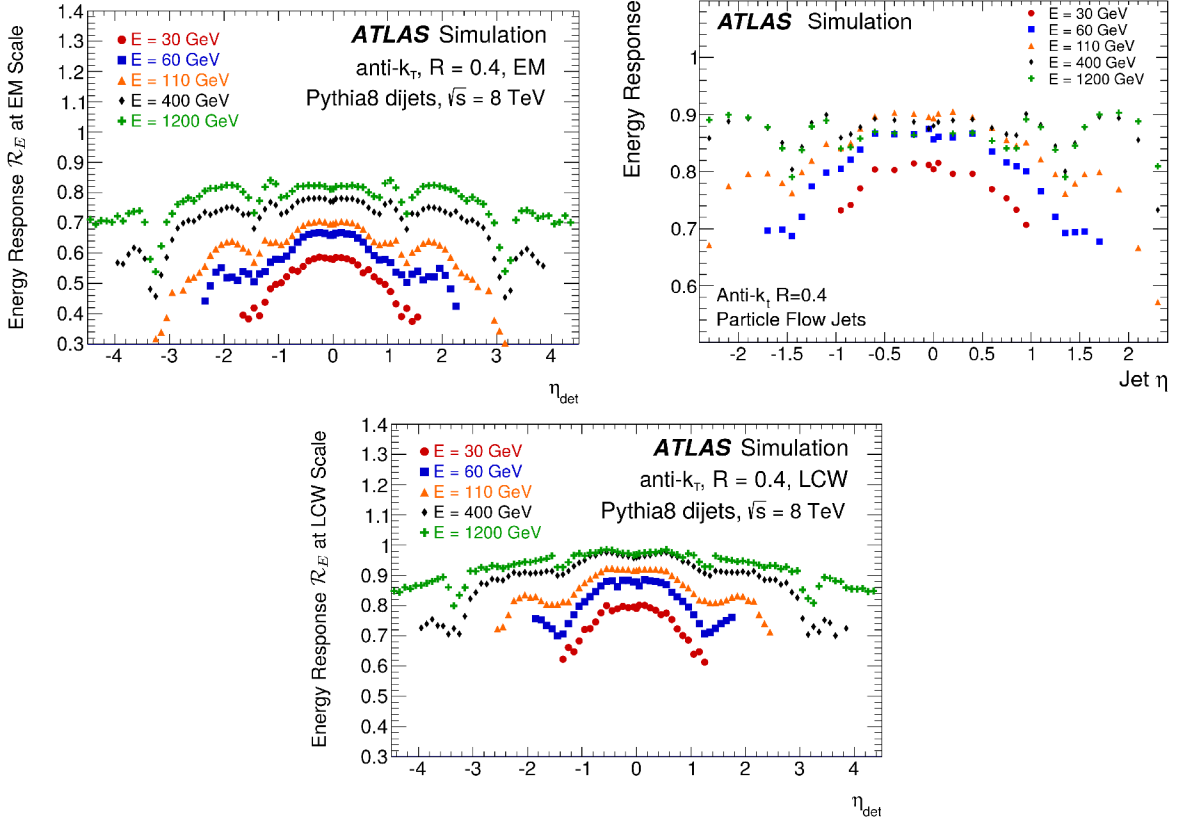 Energy Response R_E at EM Scale
1.4
1.3
1.2
1.1
1
0.9
0.8
0.7
0.6
0.5
0.4
0.3
E = 30 GeV
E = 60 GeV
E = 110 GeV
E = 400 GeV
E = 1200 GeV
ATLAS Simulation
anti-k_T, R = 0.4, EM
Pythia8 dijets, √s = 8 TeV
-4 -3 -2 -1 0 1 2 3 4
η_det
Energy Response
1
0.9
0.8
0.7
0.6
ATLAS Simulation
E = 30 GeV
E = 60 GeV
E = 110 GeV
E = 400 GeV
E = 1200 GeV
Anti-k_t R=0.4
Particle Flow Jets
-2 -1.5 -1 -0.5 0 0.5 1 1.5 2
Jet η
Energy Response R_E at LCW Scale
1.4
1.3
1.2
1.1
1
0.9
0.8
0.7
0.6
0.5
0.4
0.3
E = 30 GeV
E = 60 GeV
E = 110 GeV
E = 400 GeV
E = 1200 GeV
ATLAS Simulation
anti-k_T, R = 0.4, LCW
Pythia8 dijets, √s = 8 TeV
-4 -3 -2 -1 0 1 2 3 4
η_det